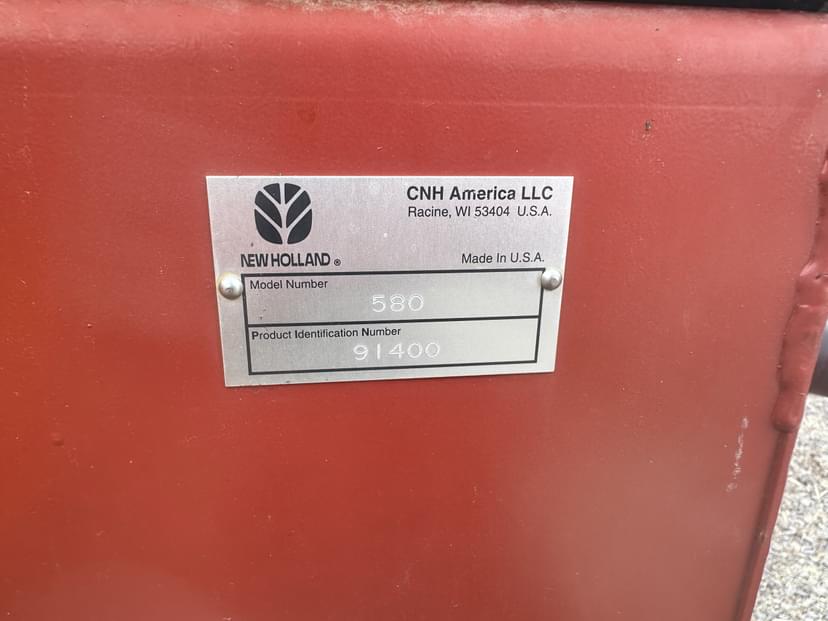 CNH America LLC
Racine, WI 53404 U.S.A.
NEW HOLLAND ®
Made In U.S.A.
Model Number
580
Product Identification Number
91400